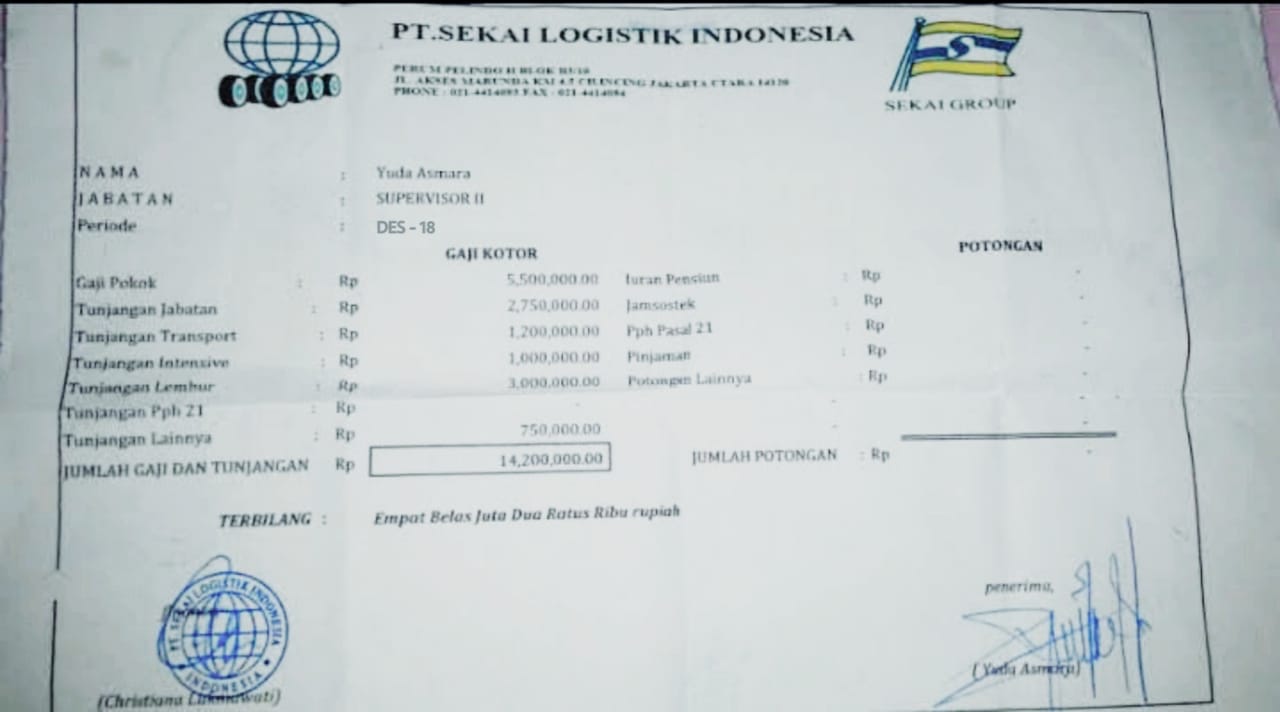 PT.SEKAI LOGISTIK INDONESIA
PERUM PELINDO II BLOK
JL. AKSES MARUNDA KM 4.7 CILINCING JAKARTA UTARA 14120
PHONE : 021-4414093 FAX : 021-4414094
SEKAI GROUP
NAMA : Yuda Asmara
JABATAN : SUPERVISOR II
Periode : DES – 18
GAJI KOTOR POTONGAN
Gaji Pokok : Rp 5,500,000.00 Iuran Pensiun : Rp -
Tunjangan Jabatan : Rp 2,750,000.00 Jamsostek : Rp -
Tunjangan Transport : Rp 1,200,000.00 Pph Pasal 21 : Rp -
Tunjangan Intensive : Rp 1,000,000.00 Pinjaman : Rp -
Tunjangan Lembur : Rp 3,000,000.00 Potongan Lainnya : Rp -
Tunjangan Pph 21 : Rp - - -
Tunjangan Lainnya : Rp 750,000.00 - -
JUMLAH GAJI DAN TUNJANGAN Rp 14,200,000.00 JUMLAH POTONGAN : Rp -
TERBILANG : Empat Belas Juta Dua Ratus Ribu rupiah
penerima,
PT. SEKAI LOGISTIK INDONESIA
INDONESIA
(Christiana Lukmawati)
( Yuda Asmara)